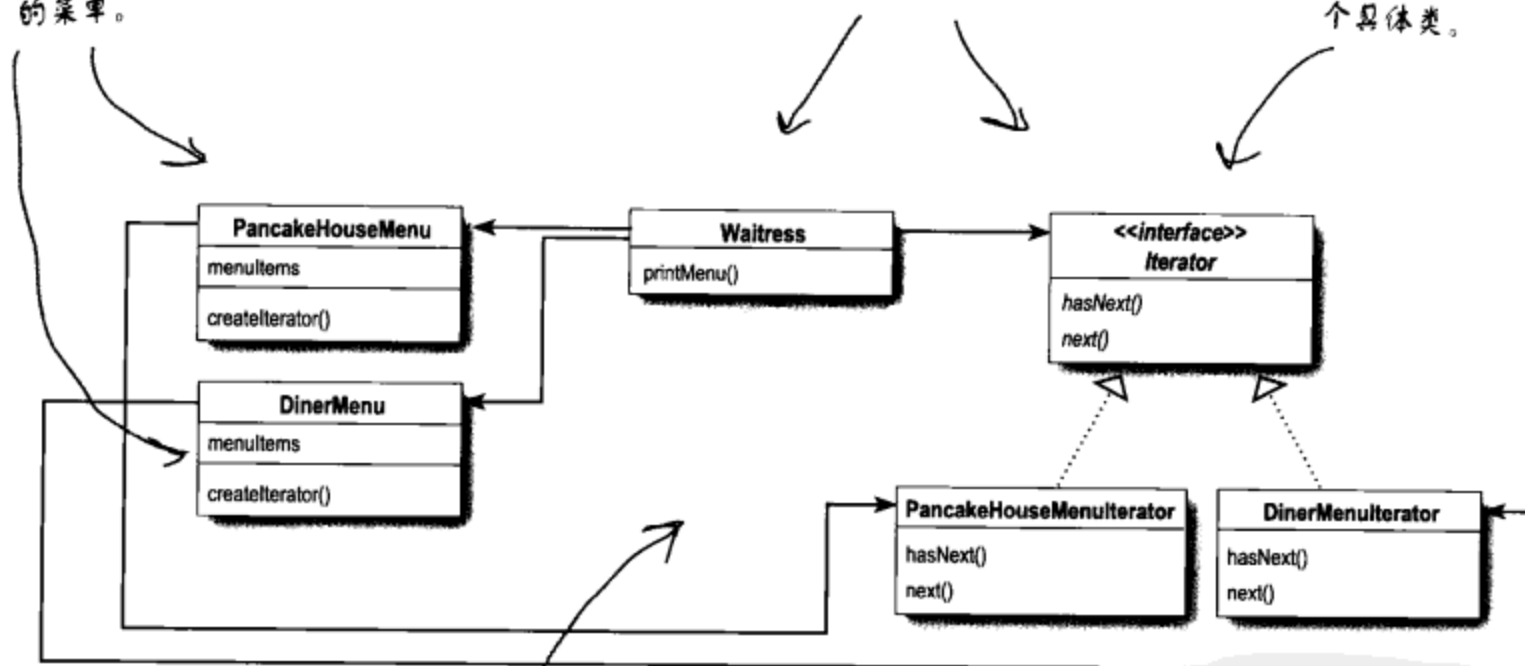 的菜单。
个具体类。
PancakeHouseMenu
menuItems
createIterator()
Waitress
printMenu()
<<interface>>
Iterator
hasNext()
next()
DinerMenu
menuItems
createIterator()
PancakeHouseMenuIterator
hasNext()
next()
DinerMenuIterator
hasNext()
next()